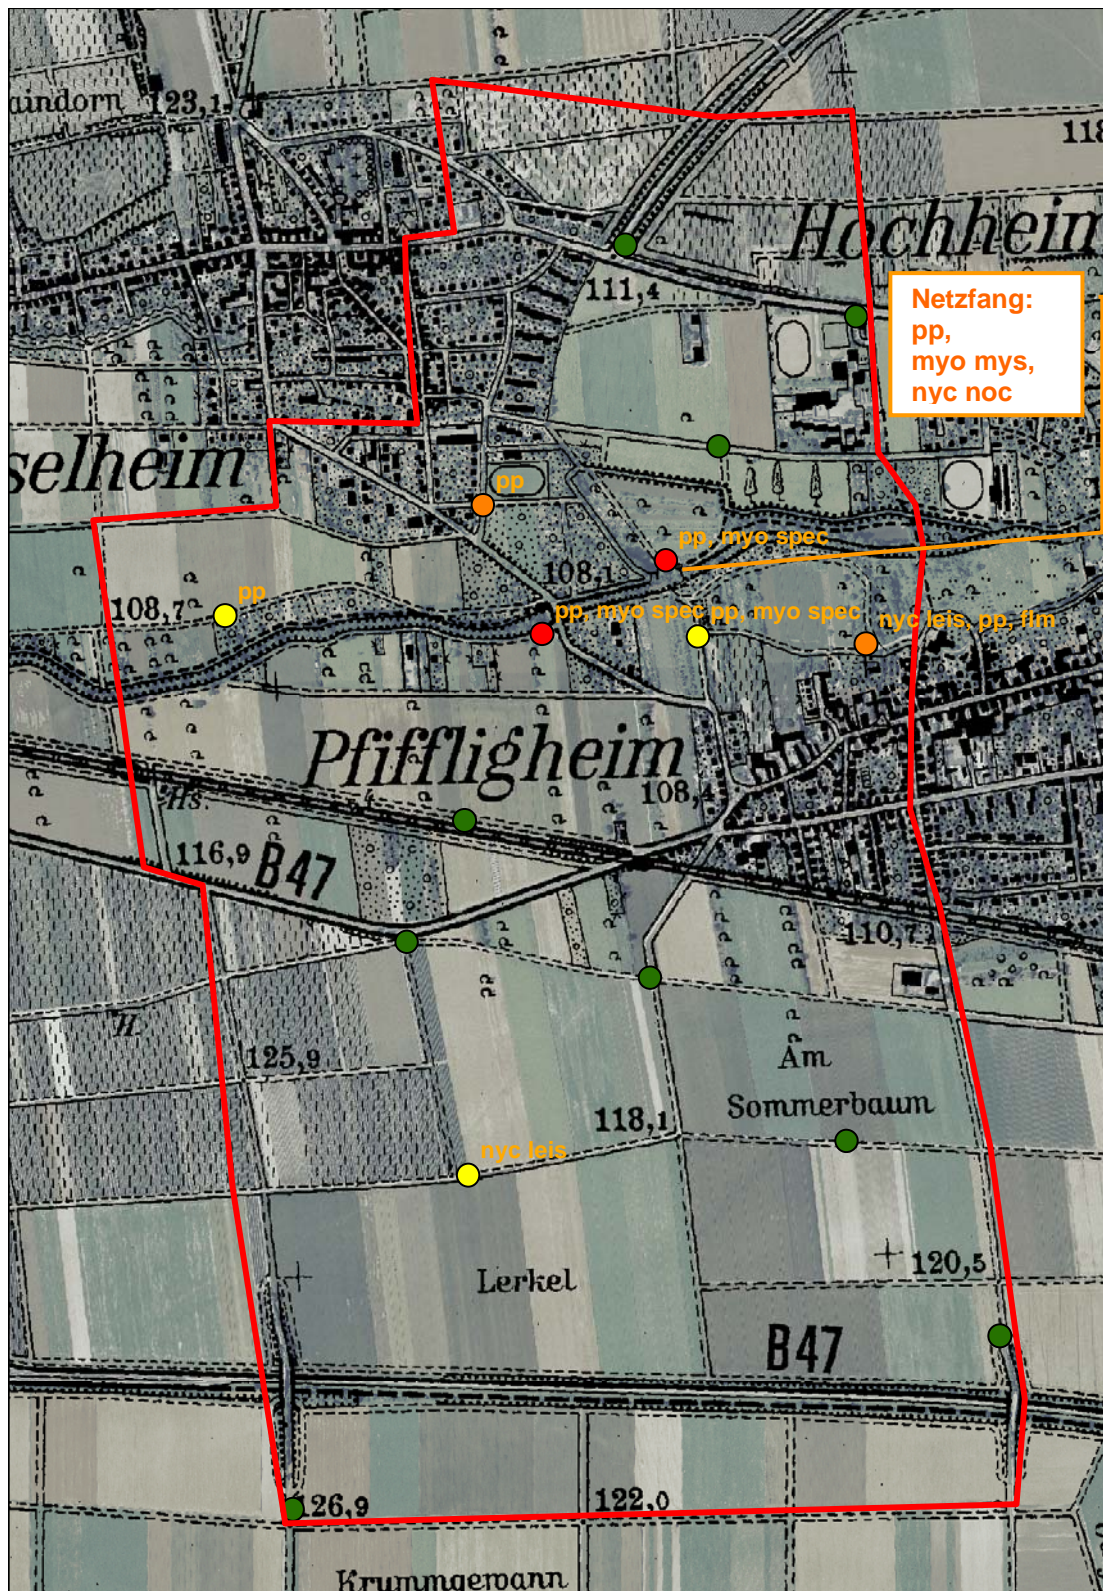 aindorn
123,1
118
Hochheim
111,4
Netzfang:
pp,
myo mys,
nyc noc
selheim
pp
pp, myo spec
108,1
108,7
pp
pp, myo spec
pp, myo spec
nyc leis, pp, flm
Pfiffligheim
Hs.
108,4
116,9
B47
110,7
H.
125,9
Am
Sommerbaum
118,1
nyc leis
120,5
Lerkel
B47
126,9
122,0
Krummgewann